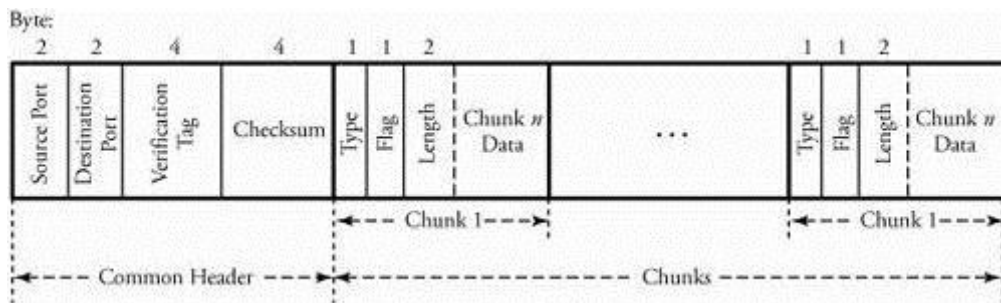 Byte:
2 2 4 4 1 1 2 1 1 2
Source Port
Destination
Port
Verification
Tag
Checksum
Type
Flag
Length
Chunk n
Data
...
Type
Flag
Length
Chunk n
Data
Chunk 1
Chunk 1
Common Header
Chunks